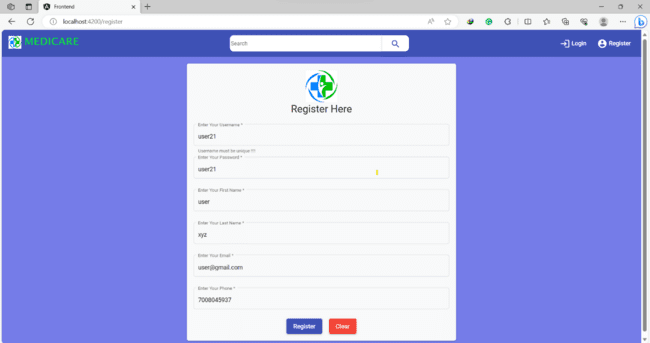 Frontend
localhost:4200/register
MEDICARE
Search
Login
Register
Register Here
Enter Your Username *
user21
Username must be unique !!!
Enter Your Password *
user21
Enter Your First Name *
user
Enter Your Last Name *
xyz
Enter Your Email *
user@gmail.com
Enter Your Phone *
7008045937
Register
Clear